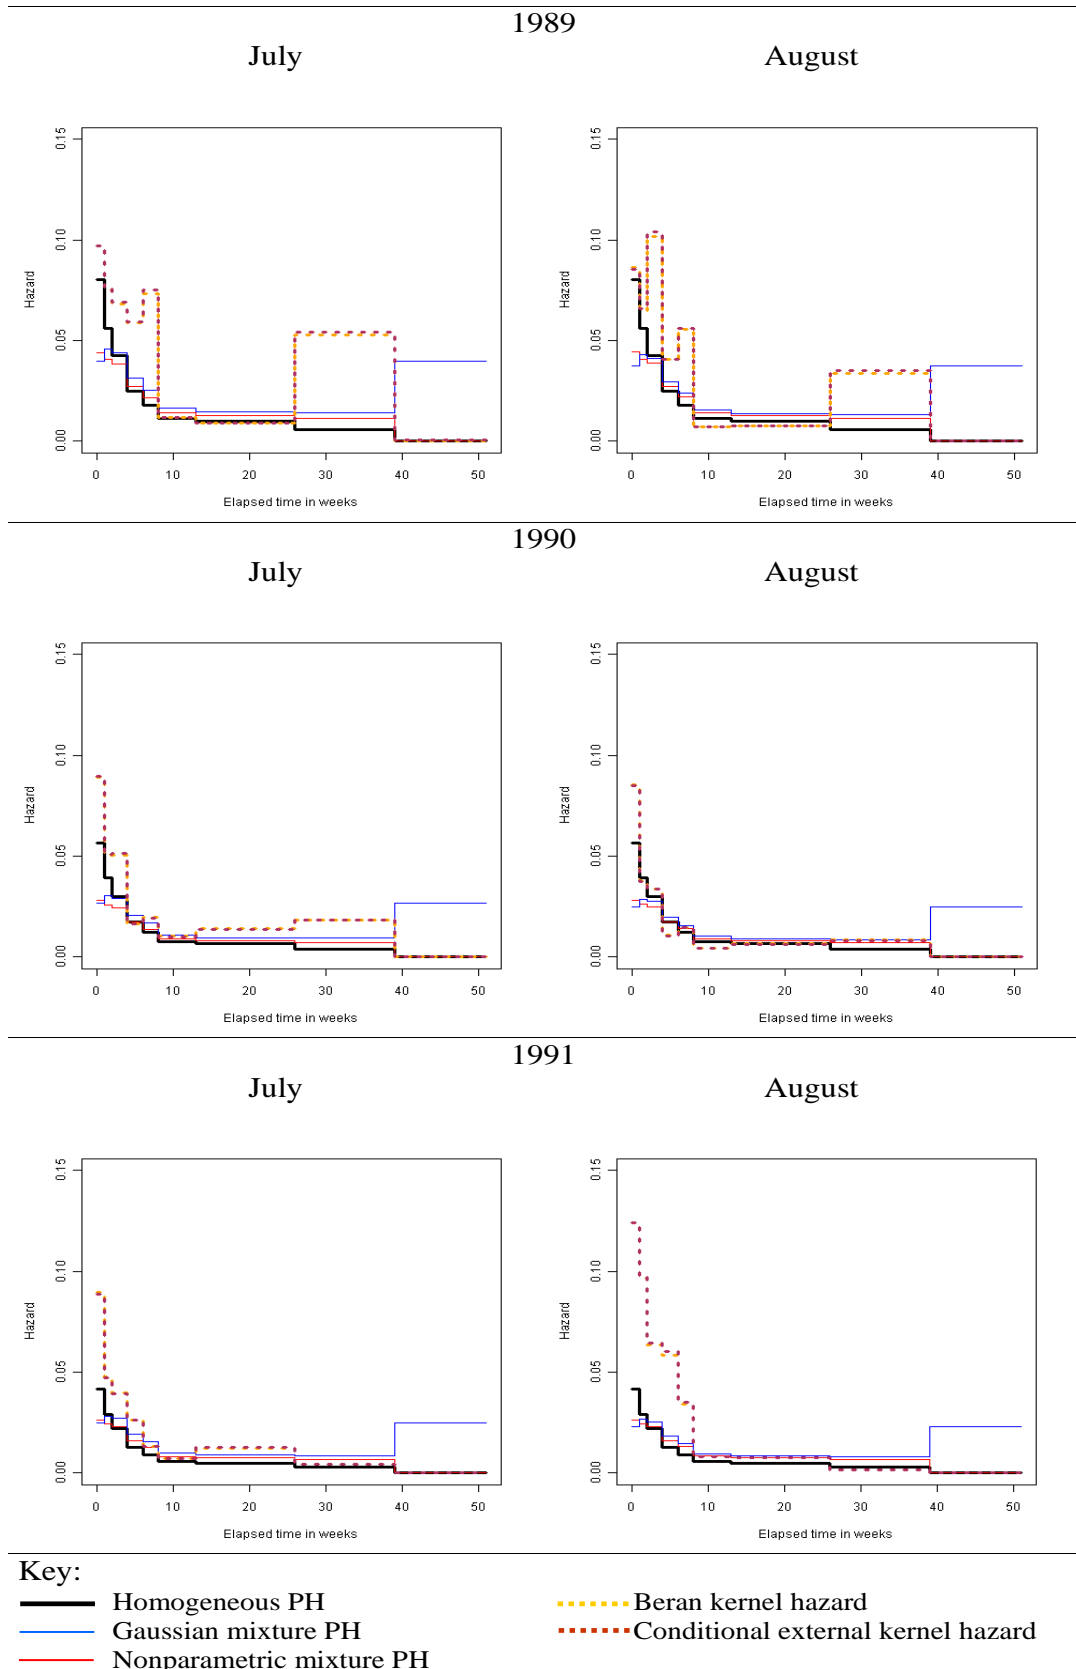 1989
July August
0.15
0.10
0.05
0.00
Hazard
0 10 20 30 40 50
Elapsed time in weeks
0.15
0.10
0.05
0.00
Hazard
0 10 20 30 40 50
Elapsed time in weeks
1990
July August
0.15
0.10
0.05
0.00
Hazard
0 10 20 30 40 50
Elapsed time in weeks
0.15
0.10
0.05
0.00
Hazard
0 10 20 30 40 50
Elapsed time in weeks
1991
July August
0.15
0.10
0.05
0.00
Hazard
0 10 20 30 40 50
Elapsed time in weeks
0.15
0.10
0.05
0.00
Hazard
0 10 20 30 40 50
Elapsed time in weeks
Key:
Homogeneous PH
Gaussian mixture PH
Nonparametric mixture PH
Beran kernel hazard
Conditional external kernel hazard